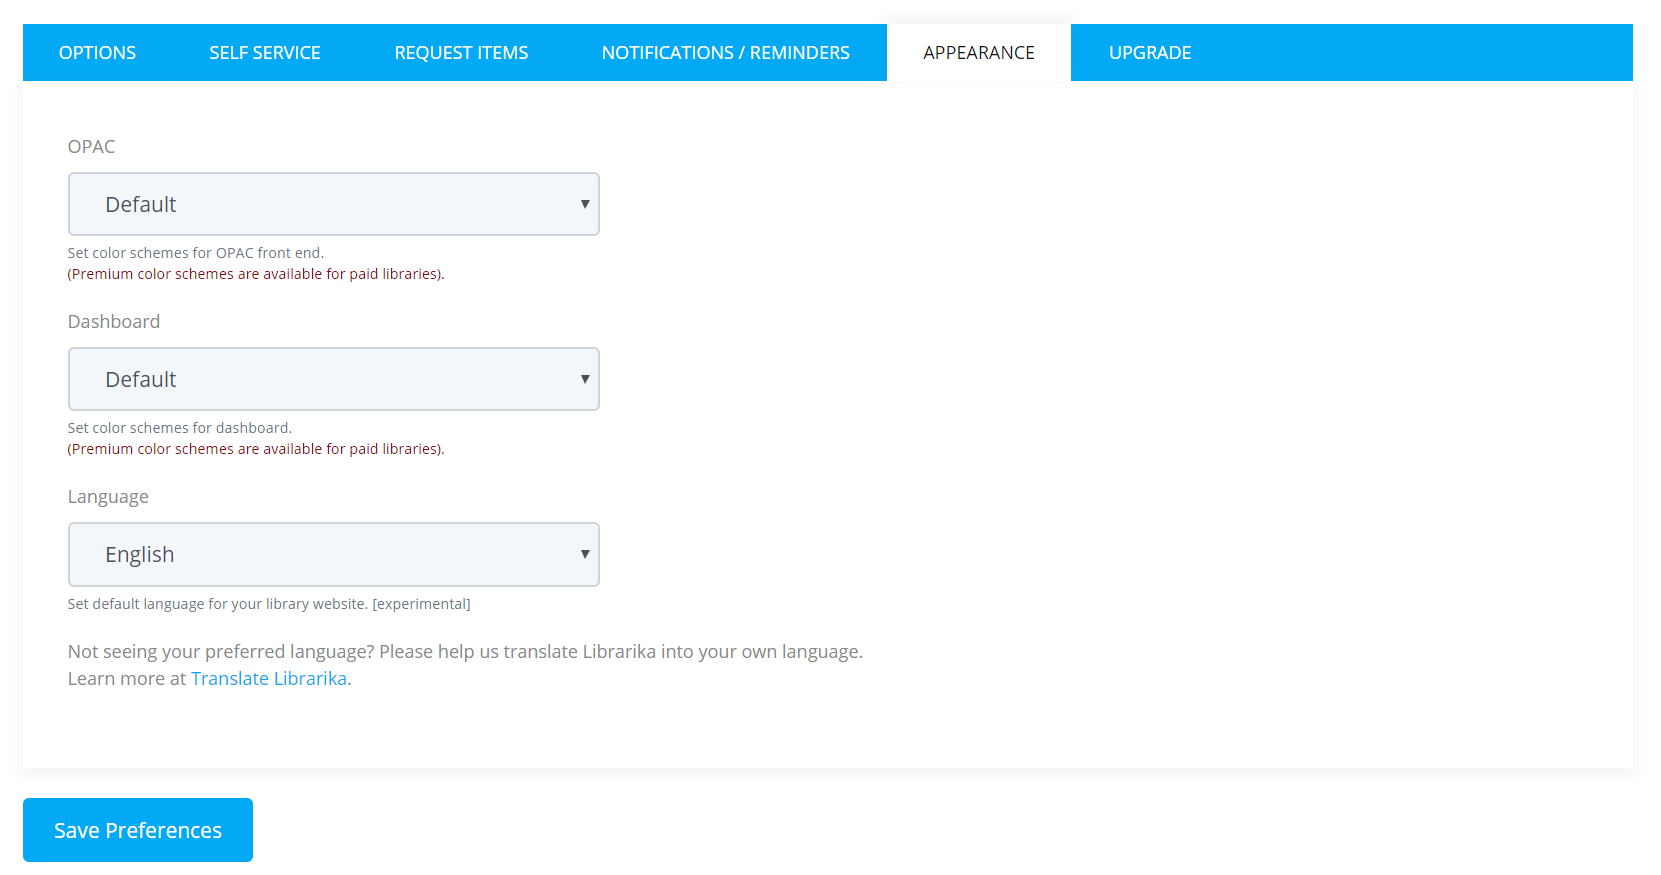 OPTIONS SELF SERVICE REQUEST ITEMS NOTIFICATIONS / REMINDERS APPEARANCE UPGRADE
OPAC
Default
Set color schemes for OPAC front end.
(Premium color schemes are available for paid libraries).
Dashboard
Default
Set color schemes for dashboard.
(Premium color schemes are available for paid libraries).
Language
English
Set default language for your library website. [experimental]
Not seeing your preferred language? Please help us translate Librarika into your own language.
Learn more at Translate Librarika.
Save Preferences